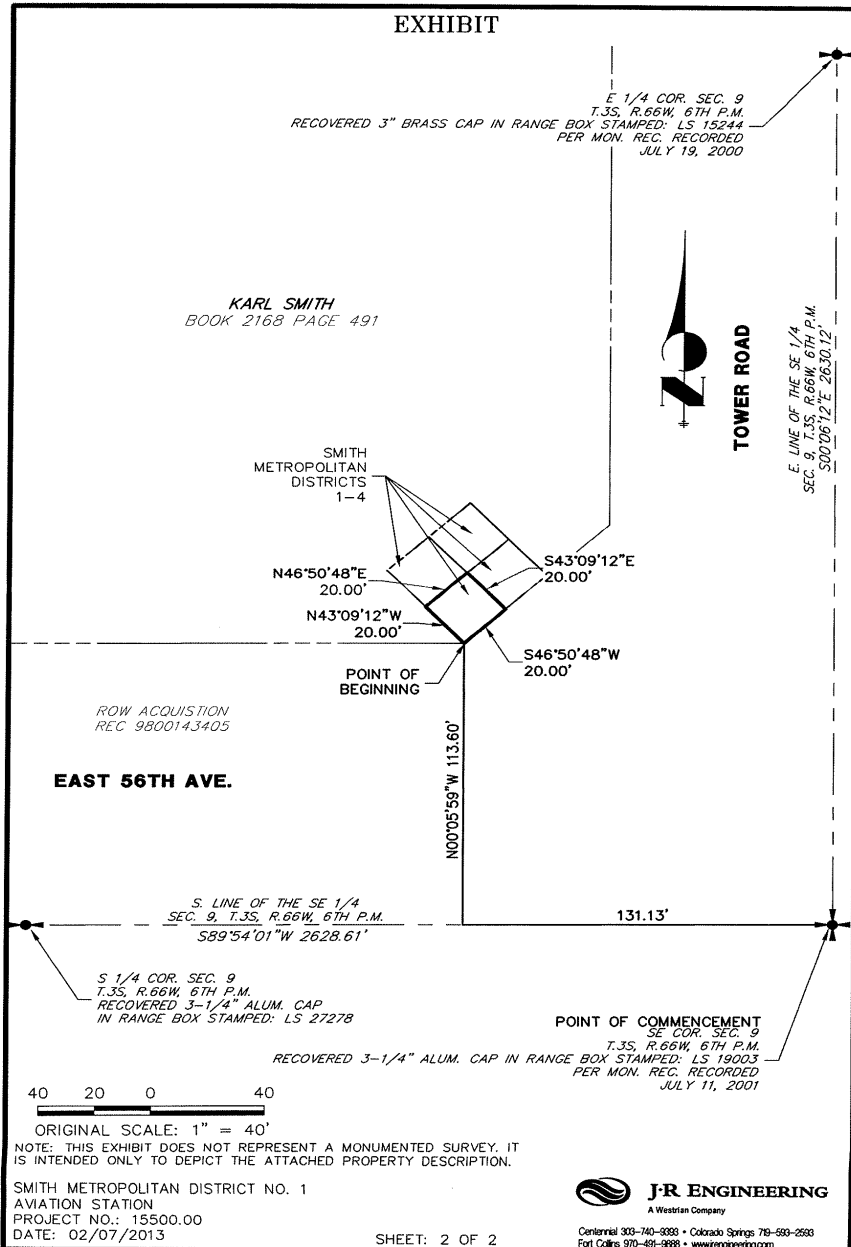 EXHIBIT
E 1/4 COR. SEC. 9
T.3S, R.66W, 6TH P.M.
RECOVERED 3" BRASS CAP IN RANGE BOX STAMPED: LS 15244
PER MON. REC. RECORDED
JULY 19, 2000
KARL SMITH
BOOK 2168 PAGE 491
N
TOWER ROAD
E. LINE OF THE SE 1/4
SEC. 9, T.3S, R.66W, 6TH P.M.
S00°06'12"E 2630.12'
SMITH
METROPOLITAN
DISTRICTS
1-4
S43°09'12"E
20.00'
N46°50'48"E
20.00'
N43°09'12"W
20.00'
S46°50'48"W
20.00'
POINT OF
BEGINNING
ROW ACQUISTION
REC 9800143405
EAST 56TH AVE.
N00°05'59"W 113.60'
S. LINE OF THE SE 1/4
SEC. 9, T.3S, R.66W, 6TH P.M.
S89°54'01"W 2628.61'
131.13'
S 1/4 COR. SEC. 9
T.3S, R.66W, 6TH P.M.
RECOVERED 3-1/4" ALUM. CAP
IN RANGE BOX STAMPED: LS 27278
POINT OF COMMENCEMENT
SE COR. SEC. 9
T.3S, R.66W, 6TH P.M.
RECOVERED 3-1/4" ALUM. CAP IN RANGE BOX STAMPED: LS 19003
PER MON. REC. RECORDED
JULY 11, 2001
40 20 0 40
ORIGINAL SCALE: 1" = 40'
NOTE: THIS EXHIBIT DOES NOT REPRESENT A MONUMENTED SURVEY. IT
IS INTENDED ONLY TO DEPICT THE ATTACHED PROPERTY DESCRIPTION.
SMITH METROPOLITAN DISTRICT NO. 1
AVIATION STATION
PROJECT NO.: 15500.00
DATE: 02/07/2013
SHEET: 2 OF 2
J·R ENGINEERING
A Westrian Company
Centennial 303-740-9393 • Colorado Springs 719-593-2593
Fort Collins 970-491-9888 • www.jrengineering.com